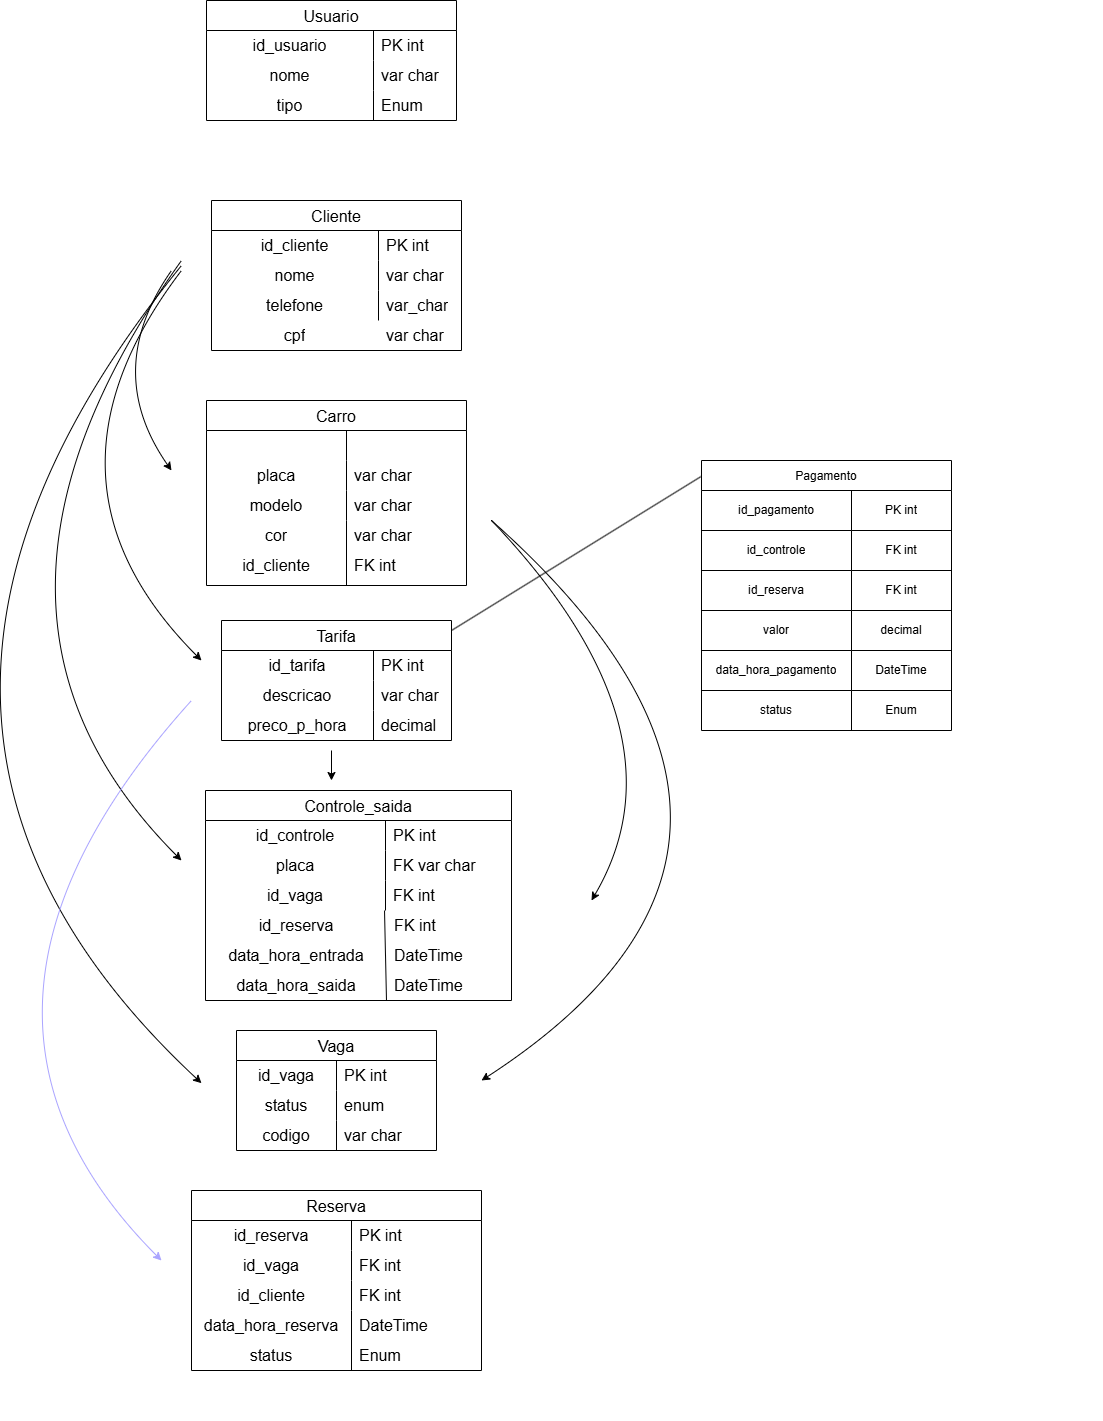 Usuario
id_usuario PK int
nome var char
tipo Enum
Cliente
id_cliente PK int
nome var char
telefone var_char
cpf var char
Carro
placa var char
modelo var char
cor var char
id_cliente FK int
Pagamento
id_pagamento PK int
id_controle FK int
id_reserva FK int
valor decimal
data_hora_pagamento DateTime
status Enum
Tarifa
id_tarifa PK int
descricao var char
preco_p_hora decimal
Controle_saida
id_controle PK int
placa FK var char
id_vaga FK int
id_reserva FK int
data_hora_entrada DateTime
data_hora_saida DateTime
Vaga
id_vaga PK int
status enum
codigo var char
Reserva
id_reserva PK int
id_vaga FK int
id_cliente FK int
data_hora_reserva DateTime
status Enum